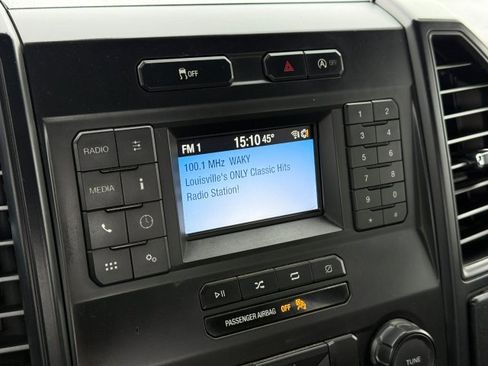 OFF
OFF
FM 1 15:10 45°
100.1 MHz WAKY
Louisville's ONLY Classic Hits
Radio Station!
RADIO
MEDIA i
1 2
3 4
5 6
7 8
9 0
* #
PASSENGER AIRBAG OFF
TUNE